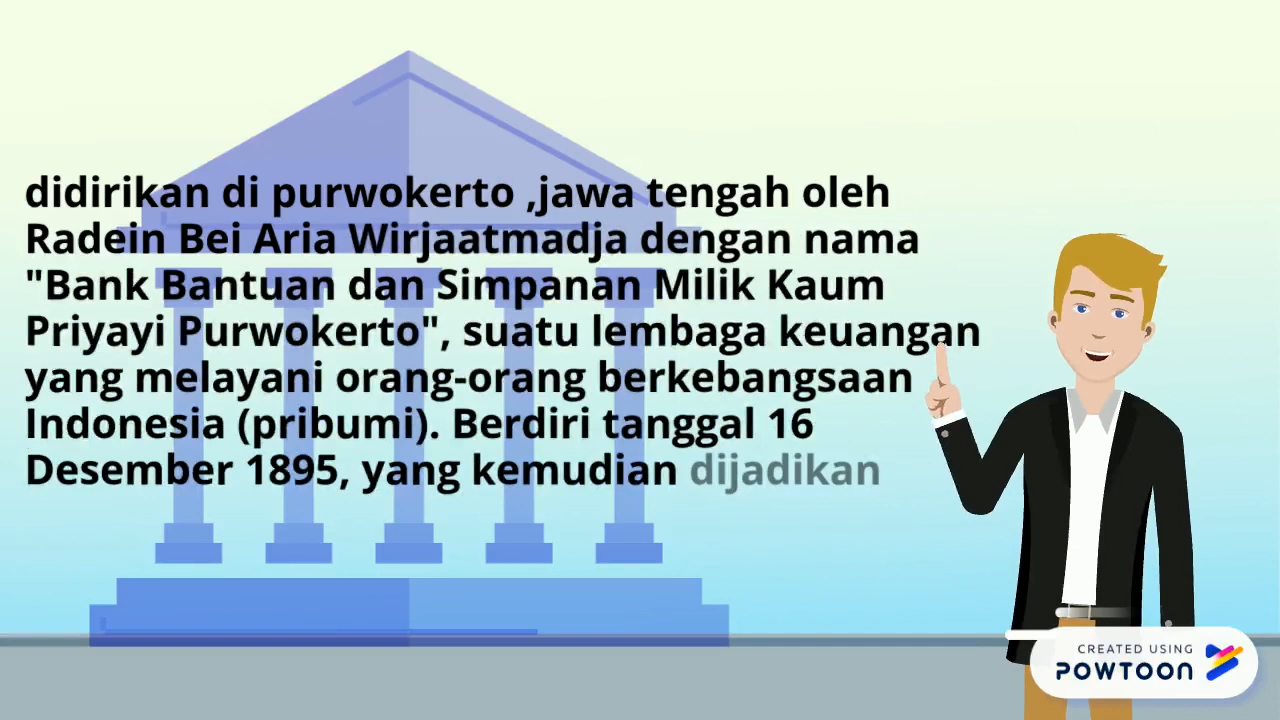 didirikan di purwokerto ,jawa tengah oleh
Radein Bei Aria Wirjaatmadja dengan nama
"Bank Bantuan dan Simpanan Milik Kaum
Priyayi Purwokerto", suatu lembaga keuangan
yang melayani orang-orang berkebangsaan
Indonesia (pribumi). Berdiri tanggal 16
Desember 1895, yang kemudian dijadikan
CREATED USING
POWTOON